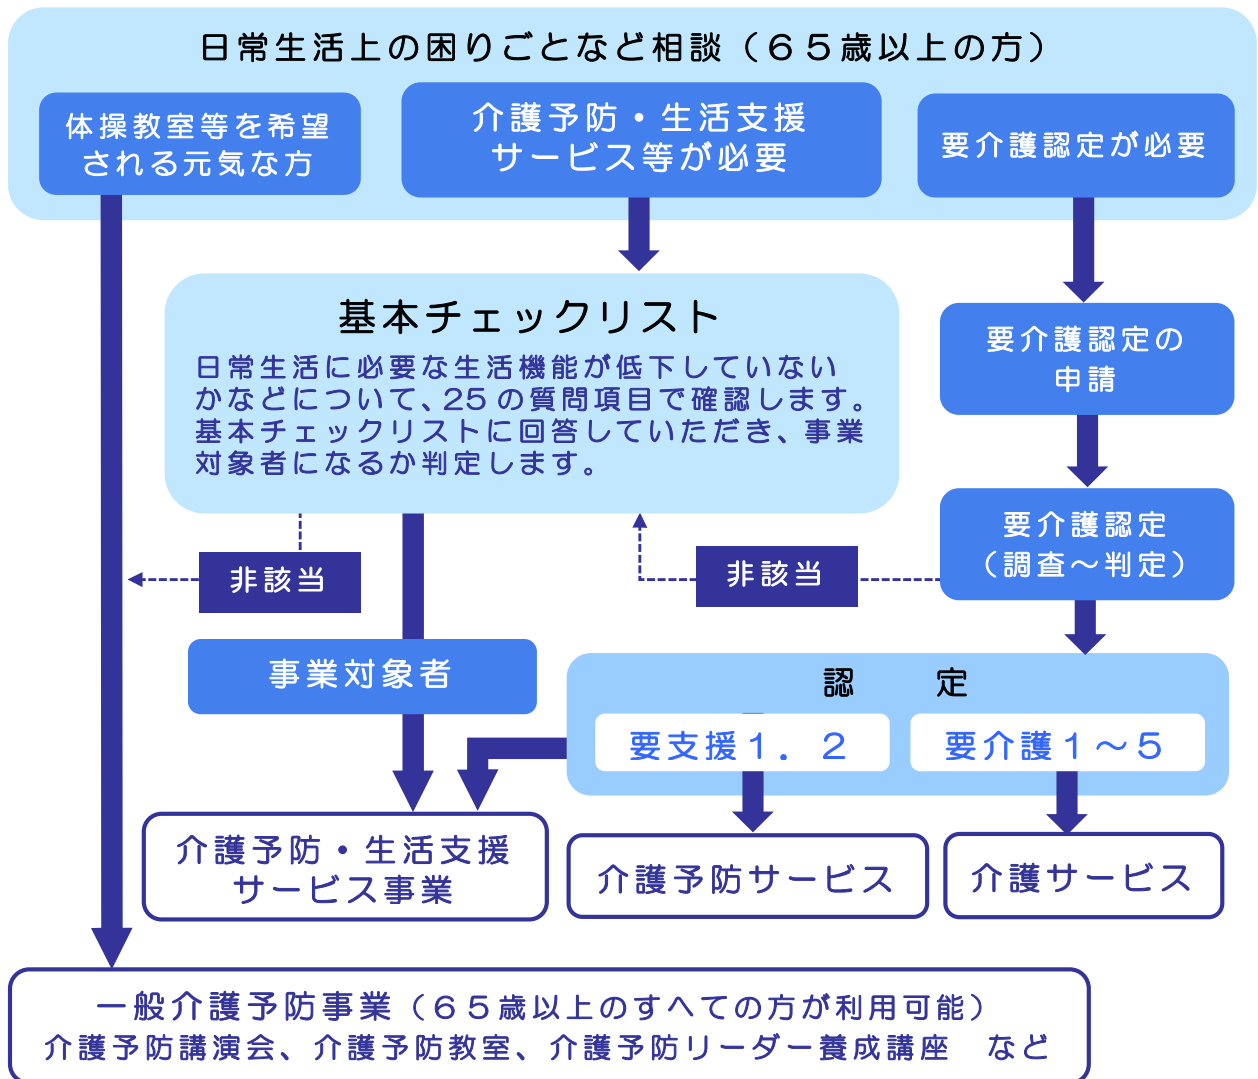 日常生活上の困りごとなど相談（６５歳以上の方）
体操教室等を希望
される元気な方
介護予防・生活支援
サービス等が必要
要介護認定が必要
基本チェックリスト
日常生活に必要な生活機能が低下していない
かなどについて、25の質問項目で確認します。
基本チェックリストに回答していただき、事業
対象者になるか判定します。
要介護認定の
申請
要介護認定
（調査～判定）
非該当
非該当
事業対象者
認　定
要支援１．２
要介護１～５
介護予防・生活支援
サービス事業
介護予防サービス
介護サービス
一般介護予防事業（６５歳以上のすべての方が利用可能）
介護予防講演会、介護予防教室、介護予防リーダー養成講座　など